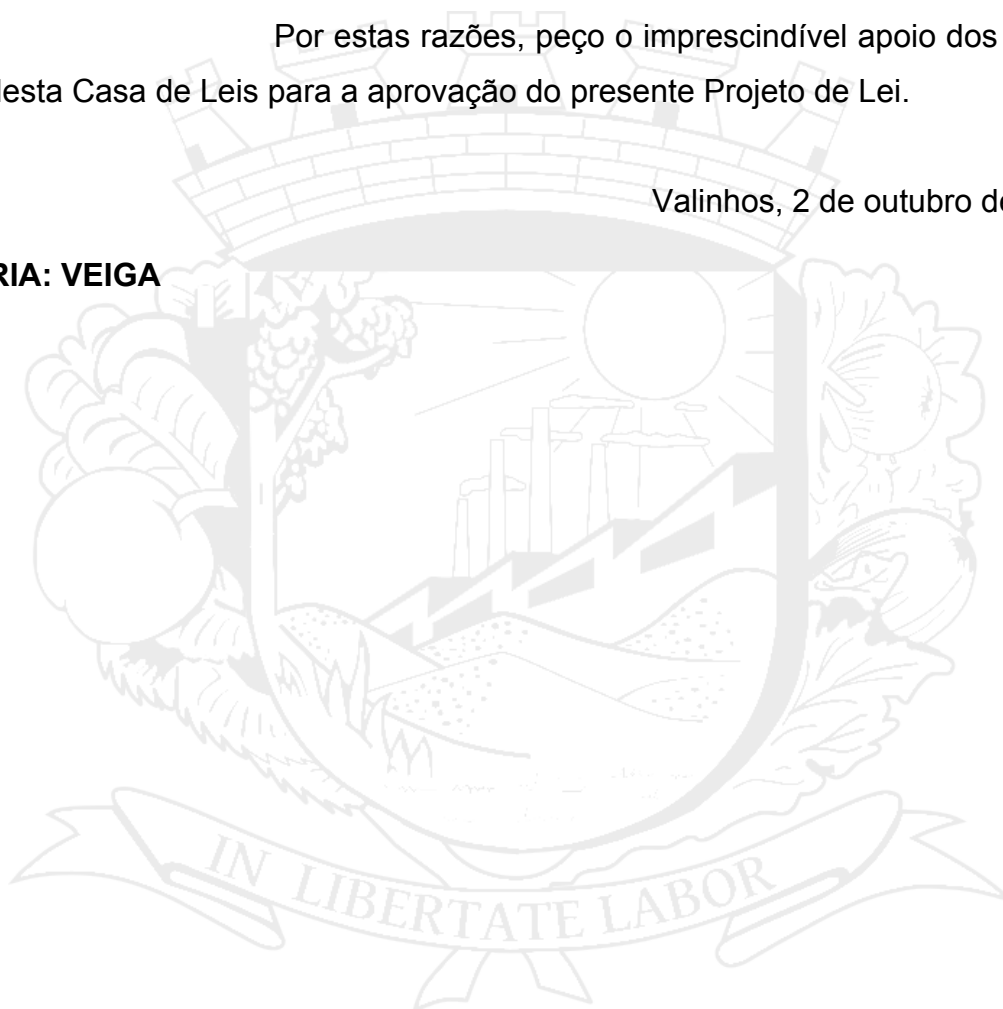 Por estas razões, peço o imprescindível apoio dos
desta Casa de Leis para a aprovação do presente Projeto de Lei.
Valinhos, 2 de outubro
RIA: VEIGA
IN LIBERTATE LABOR